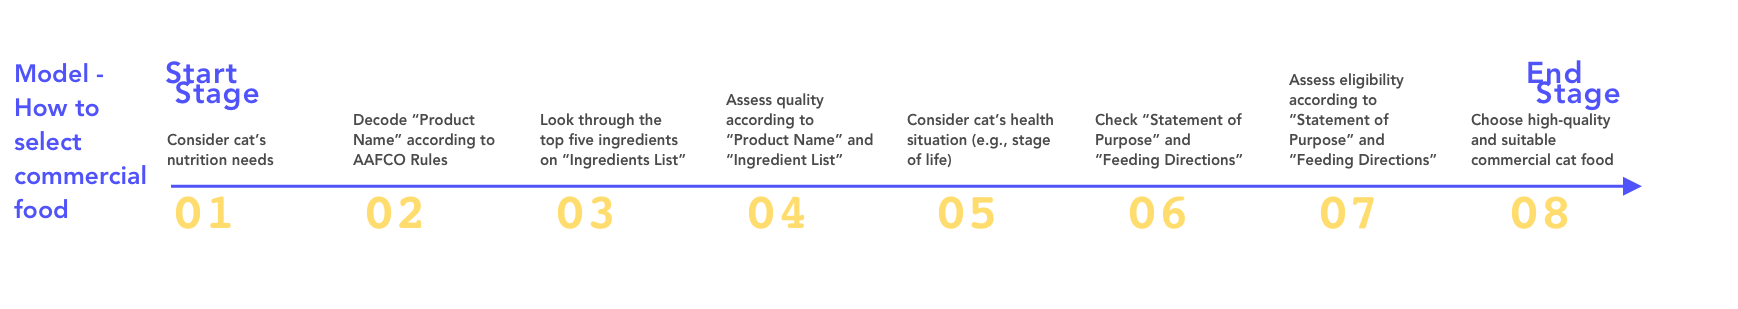 Model -
How to
select
commercial
food
Start
Stage
Consider cat’s
nutrition needs
01
Decode “Product
Name” according to
AAFCO Rules
02
Look through the
top five ingredients
on “Ingredients List”
03
Assess quality
according to
“Product Name” and
“Ingredient List”
04
Consider cat’s health
situation (e.g., stage
of life)
05
Check “Statement of
Purpose” and
“Feeding Directions”
06
Assess eligibility
according to
“Statement of
Purpose” and
“Feeding Directions”
07
End
Stage
Choose high-quality
and suitable
commercial cat food
08